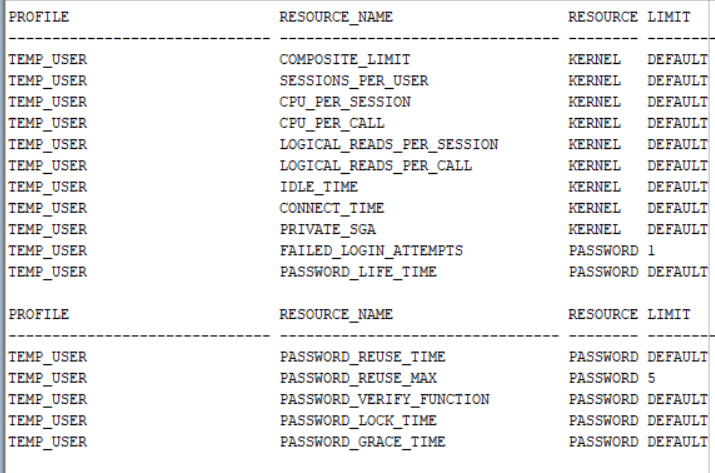 PROFILE RESOURCE_NAME RESOURCE LIMIT
------------------------------ -------------------------------- -------- --------
TEMP_USER COMPOSITE_LIMIT KERNEL DEFAULT
TEMP_USER SESSIONS_PER_USER KERNEL DEFAULT
TEMP_USER CPU_PER_SESSION KERNEL DEFAULT
TEMP_USER CPU_PER_CALL KERNEL DEFAULT
TEMP_USER LOGICAL_READS_PER_SESSION KERNEL DEFAULT
TEMP_USER LOGICAL_READS_PER_CALL KERNEL DEFAULT
TEMP_USER IDLE_TIME KERNEL DEFAULT
TEMP_USER CONNECT_TIME KERNEL DEFAULT
TEMP_USER PRIVATE_SGA KERNEL DEFAULT
TEMP_USER FAILED_LOGIN_ATTEMPTS PASSWORD 1
TEMP_USER PASSWORD_LIFE_TIME PASSWORD DEFAULT
PROFILE RESOURCE_NAME RESOURCE LIMIT
------------------------------ -------------------------------- -------- --------
TEMP_USER PASSWORD_REUSE_TIME PASSWORD DEFAULT
TEMP_USER PASSWORD_REUSE_MAX PASSWORD 5
TEMP_USER PASSWORD_VERIFY_FUNCTION PASSWORD DEFAULT
TEMP_USER PASSWORD_LOCK_TIME PASSWORD DEFAULT
TEMP_USER PASSWORD_GRACE_TIME PASSWORD DEFAULT